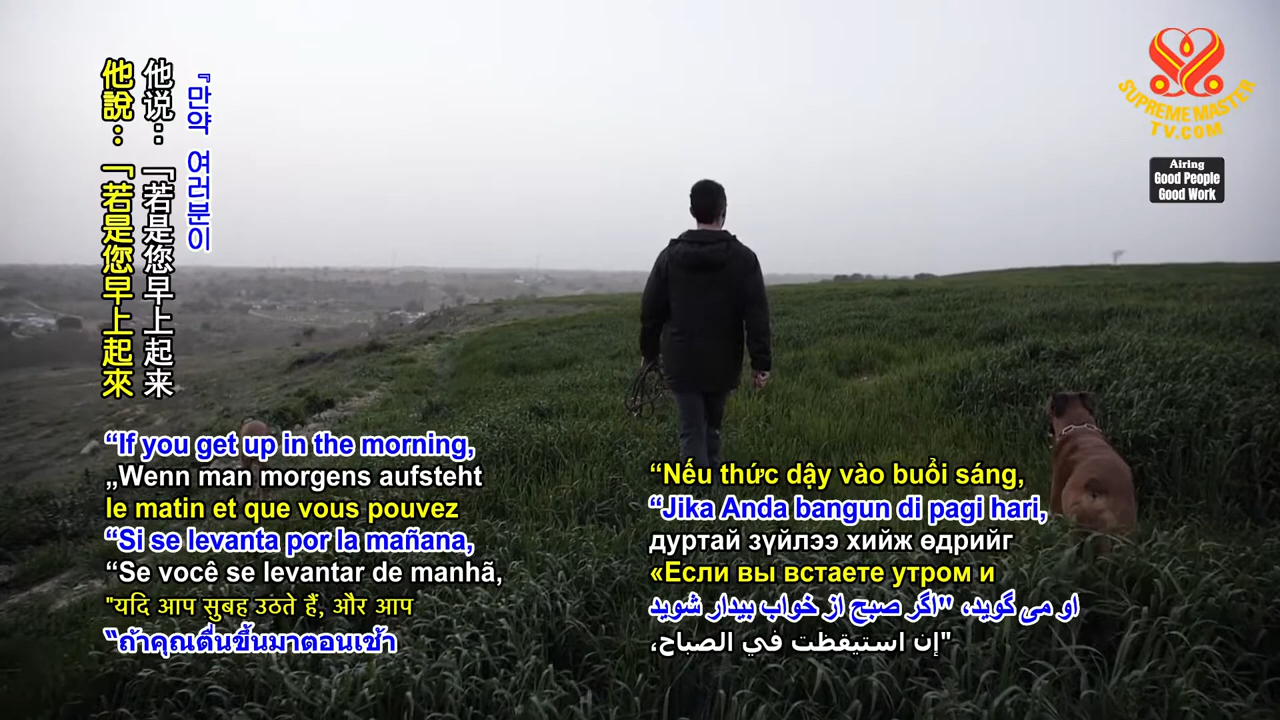 他說：「若是您早上起來
他说：「若是您早上起来
『만약 여러분이
SUPREME MASTER
TV.COM
Airing
Good People
Good Work
“If you get up in the morning,
„Wenn man morgens aufsteht
le matin et que vous pouvez
“Si se levanta por la mañana,
“Se você se levantar de manhã,
"यदि आप सुबह उठते हैं, और आप
“ถ้าคุณตื่นขึ้นมาตอนเช้า
“Nếu thức dậy vào buổi sáng,
“Jika Anda bangun di pagi hari,
дуртай зүйлээ хийж өдрийг
«Если вы встаете утром и
او می گوید، "اگر صبح از خواب بیدار شوید
"إن استيقظت في الصباح،